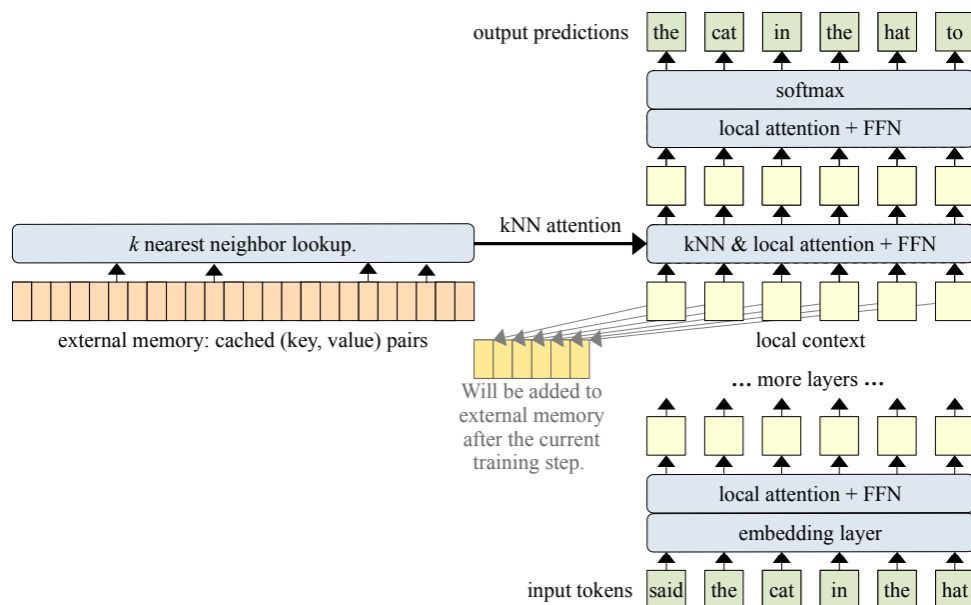 output predictions the cat in the hat to
softmax
local attention + FFN
kNN attention
k nearest neighbor lookup.
kNN & local attention + FFN
external memory: cached (key, value) pairs
local context
Will be added to
external memory
after the current
training step.
... more layers ...
local attention + FFN
embedding layer
input tokens said the cat in the hat